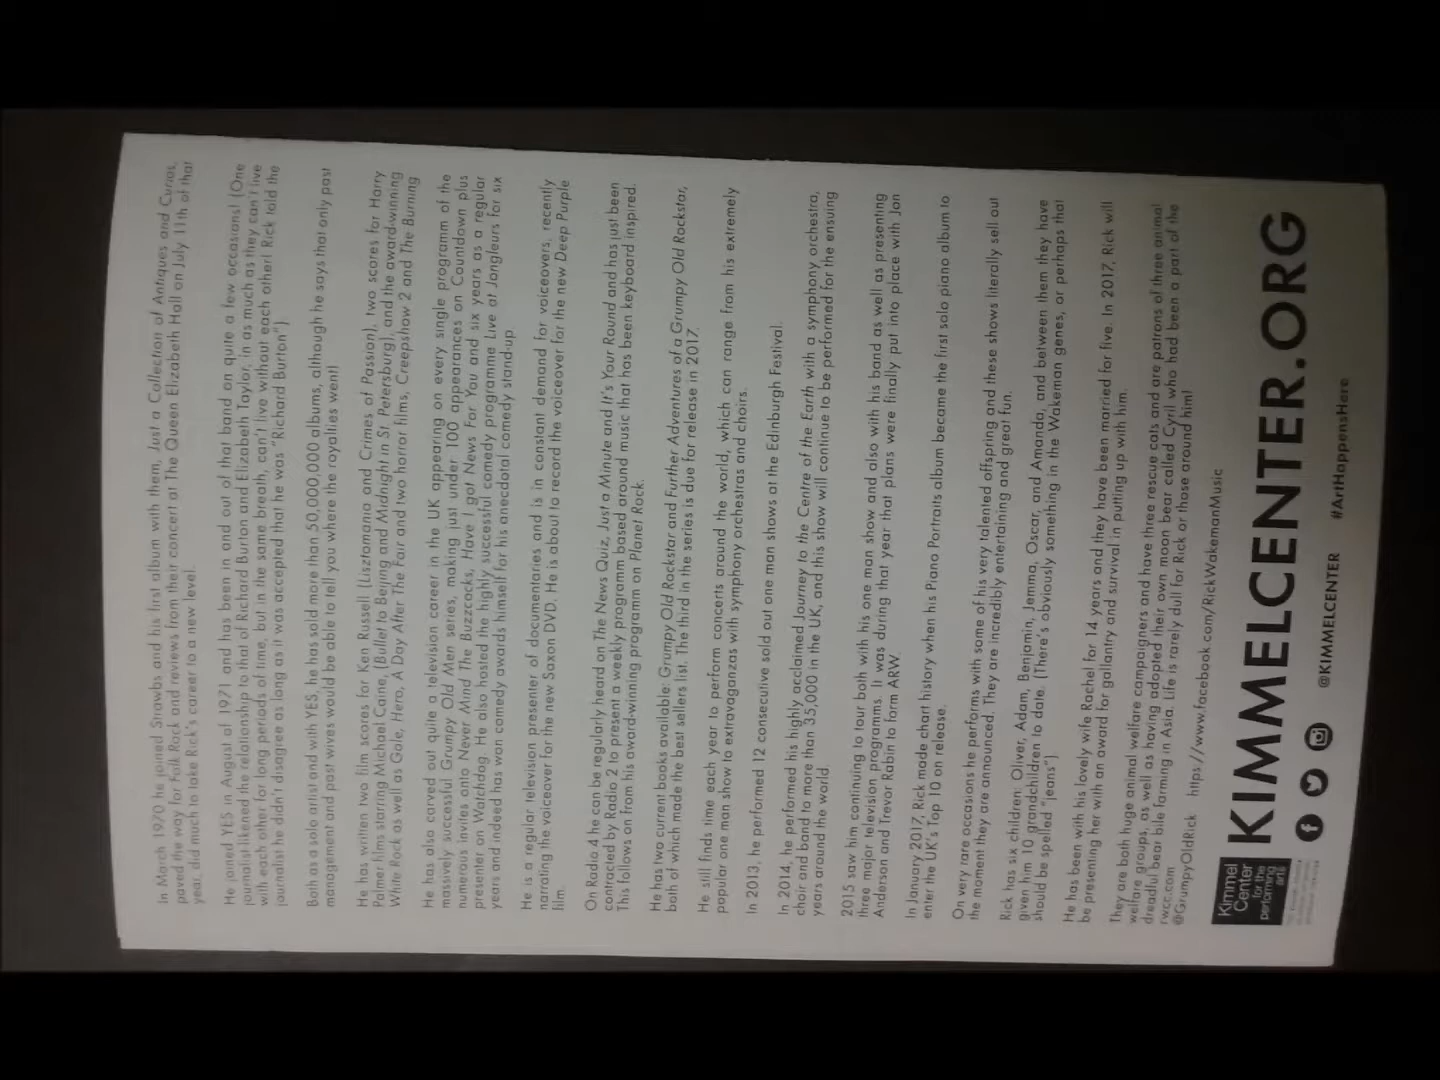 In March 1970 he joined Strawbs and his first album with them, Just a Collection of Antiques and Curios,
paved the way for Folk Rock and reviews from their concert at The Queen Elizabeth Hall on July 11th of that
year, did much to take Rick's career to a new level.
He joined YES in August of 1971 and has been in and out of that band on quite a few occasions! (One
journalist likened the relationship to that of Richard Burton and Elizabeth Taylor, in as much as they can't live
with each other for long periods of time, but in the same breath, can't live without each other! Rick told the
journalist he didn't disagree as long as it was accepted that he was "Richard Burton").
Both as a solo artist and with YES, he has sold more than 50,000,000 albums, although he says that only past
management and past wives would be able to tell you where the royalties went!
He has written two film scores for Ken Russell (Lisztomania and Crimes of Passion), two scores for Harry
Palmer films starring Michael Caine, (Bullet to Beijing and Midnight in St. Petersburg), and the award-winning
White Rock as well as Gole, Hero, A Day After The Fair and two horror films, Creepshow 2 and The Burning
He has also carved out quite a television career in the UK appearing on every single programm of the
massively successful Grumpy Old Men series, making just under 100 appearances on Countdown plus
numerous invites onto Never Mind The Buzzcocks, Have I got News For You and six years as a regular
presenter on Watchdog. He also hosted the highly successful comedy programme Live at Jongleurs for six
years and indeed has won comedy awards himself for his anecdotal comedy stand-up
He is a regular television presenter of documentaries and is in constant demand for voiceovers, recently
narrating the voiceover for the new Saxon DVD. He is about to record the voiceover for the new Deep Purple
film.
On Radio 4 he can be regularly heard on The News Quiz, Just a Minute and It's Your Round and has just been
contracted by Radio 2 to present a weekly programm based around music that has been keyboard inspired.
This follows on from his award-winning programm on Planet Rock.
He has two current books available: Grumpy Old Rockstar and Further Adventures of a Grumpy Old Rockstar,
both of which made the best sellers list. The third in the series is due for release in 2017.
He still finds time each year to perform concerts around the world, which can range from his extremely
popular one man show to extravaganzas with symphony orchestras and choirs.
In 2013, he performed 12 consecutive sold out one man shows at the Edinburgh Festival.
In 2014, he performed his highly acclaimed Journey to the Centre of the Earth with a symphony orchestra,
choir and band to more than 35,000 in the UK, and this show will continue to be performed for the ensuing
years around the world.
2015 saw him continuing to tour both with his one man show and also with his band as well as presenting
three major television programms. It was during that year that plans were finally put into place with Jon
Anderson and Trevor Rabin to form ARW.
In January 2017, Rick made chart history when his Piano Portraits album became the first solo piano album to
enter the UK's Top 10 on release.
On very rare occasions he performs with some of his very talented offspring and these shows literally sell out
the moment they are announced. They are incredibly entertaining and great fun.
Rick has six children: Oliver, Adam, Benjamin, Jemma, Oscar, and Amanda, and between them they have
given him 10 grandchildren to date. (There's obviously something in the Wakeman genes, or perhaps that
should be spelled "jeans").
He has been with his lovely wife Rachel for 14 years and they have been married for five. In 2017, Rick will
be presenting her with an award for gallantry and survival in putting up with him.
They are both huge animal welfare campaigners and have three rescue cats and are patrons of three animal
welfare groups, as well as having adopted their own moon bear called Cyril who had been a part of the
dreadful bear bile farming in Asia. Life is rarely dull for Rick or those around him!
rwcc.com
@GrumpyOldRick https://www.facebook.com/RickWakemanMusic
Kimmel
Center
for the
performing
arts
KIMMELCENTER.ORG
@KIMMELCENTER #ArtHappensHere